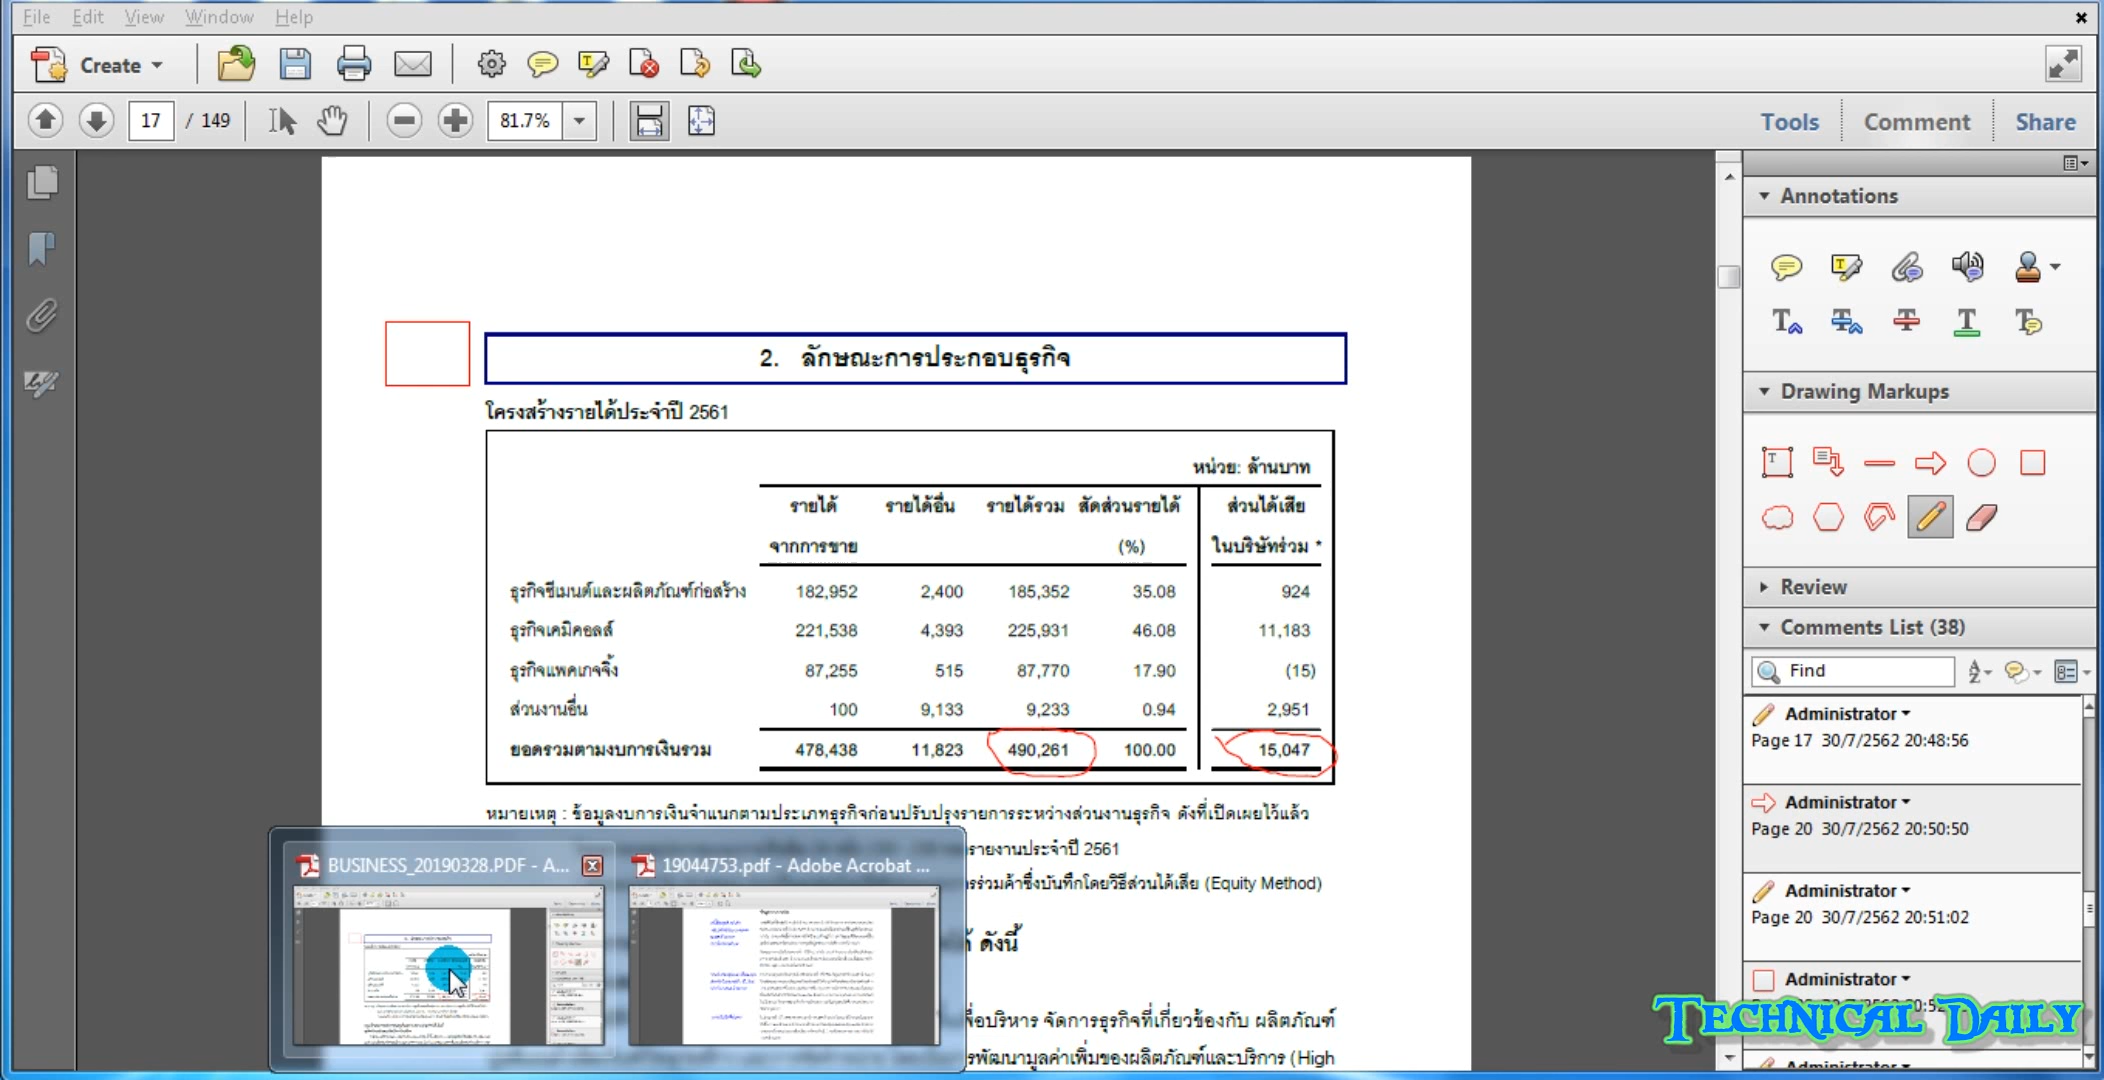 File Edit View Window Help
Create
17 / 149 81.7% Tools Comment Share
Annotations
Drawing Markups
Review
Comments List (38)
Find
Administrator
Page 17 30/7/2562 20:48:56
Administrator
Page 20 30/7/2562 20:50:50
Administrator
Page 20 30/7/2562 20:51:02
Administrator
Administrator
2. ลักษณะการประกอบธุรกิจ
โครงสร้างรายได้ประจำปี 2561
หน่วย: ล้านบาท
รายได้ รายได้อื่น รายได้รวม สัดส่วนรายได้ ส่วนได้เสีย
จากการขาย (%) ในบริษัทร่วม *
ธุรกิจซีเมนต์และผลิตภัณฑ์ก่อสร้าง 182,952 2,400 185,352 35.08 924
ธุรกิจเคมิคอลส์ 221,538 4,393 225,931 46.08 11,183
ธุรกิจแพคเกจจิ้ง 87,255 515 87,770 17.90 (15)
ส่วนงานอื่น 100 9,133 9,233 0.94 2,951
ยอดรวมตามงบการเงินรวม 478,438 11,823 490,261 100.00 15,047
หมายเหตุ : ข้อมูลงบการเงินจำแนกตามประเภทธุรกิจก่อนปรับปรุงรายการระหว่างส่วนงานธุรกิจ ดังที่เปิดเผยไว้แล้ว
รายงานประจำปี 2561
ร่วมค้าซึ่งบันทึกโดยวิธีส่วนได้เสีย (Equity Method)
ดังนี้
เพื่อบริหาร จัดการธุรกิจที่เกี่ยวข้องกับ ผลิตภัณฑ์
รพัฒนามูลค่าเพิ่มของผลิตภัณฑ์และบริการ (High
BUSINESS_20190328.PDF - A...
19044753.pdf - Adobe Acrobat ...
Technical Daily